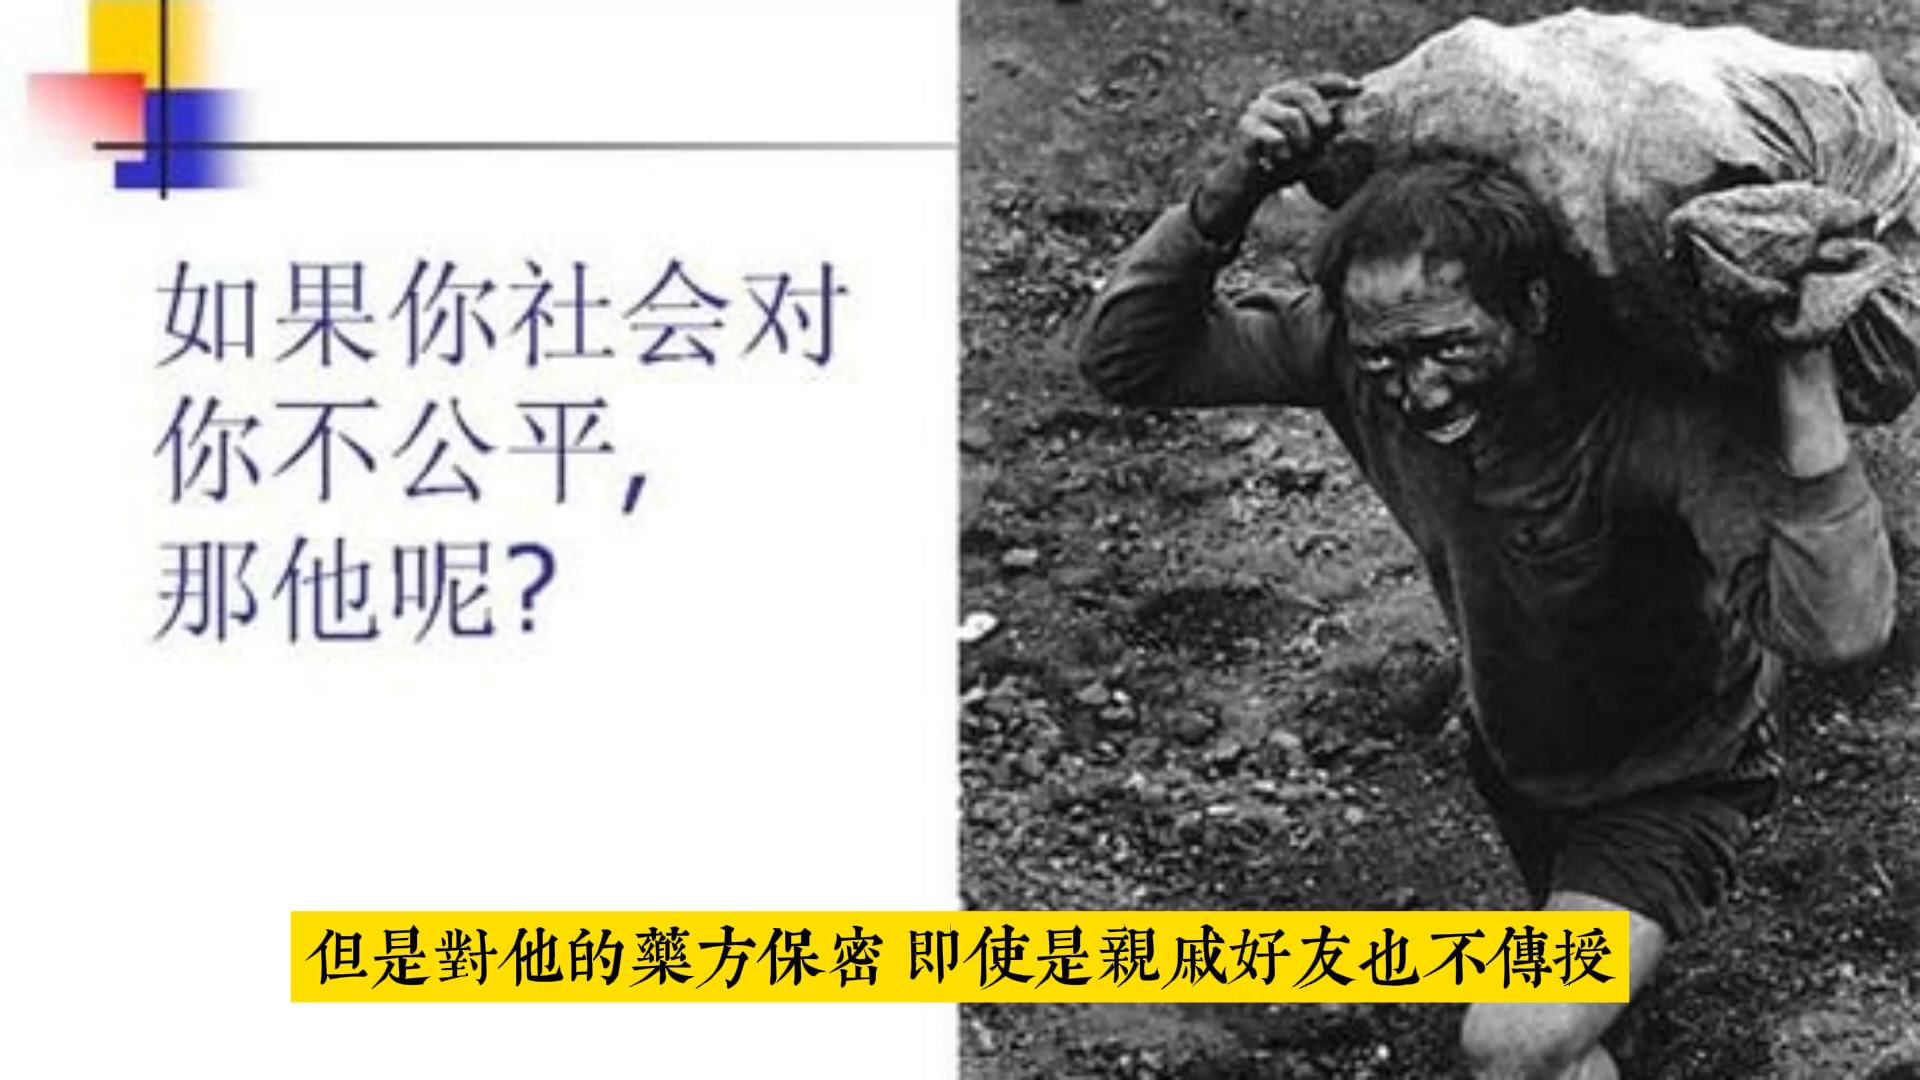 如果你社会对
你不公平,
那他呢?
但是對他的藥方保密 即使是親戚好友也不傳授